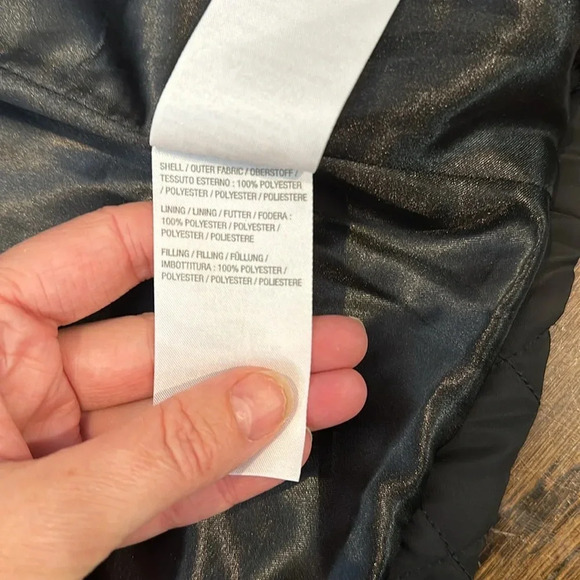 SHELL / OUTER FABRIC / OBERSTOFF /
TESSUTO ESTERNO : 100% POLYESTER
/ POLYESTER / POLYESTER / POLIESTERE
LINING / LINING / FUTTER / FODERA :
100% POLYESTER / POLYESTER /
POLYESTER / POLIESTERE
FILLING / FILLING / FÜLLUNG /
IMBOTTITURA : 100% POLYESTER /
POLYESTER / POLYESTER / POLIESTERE